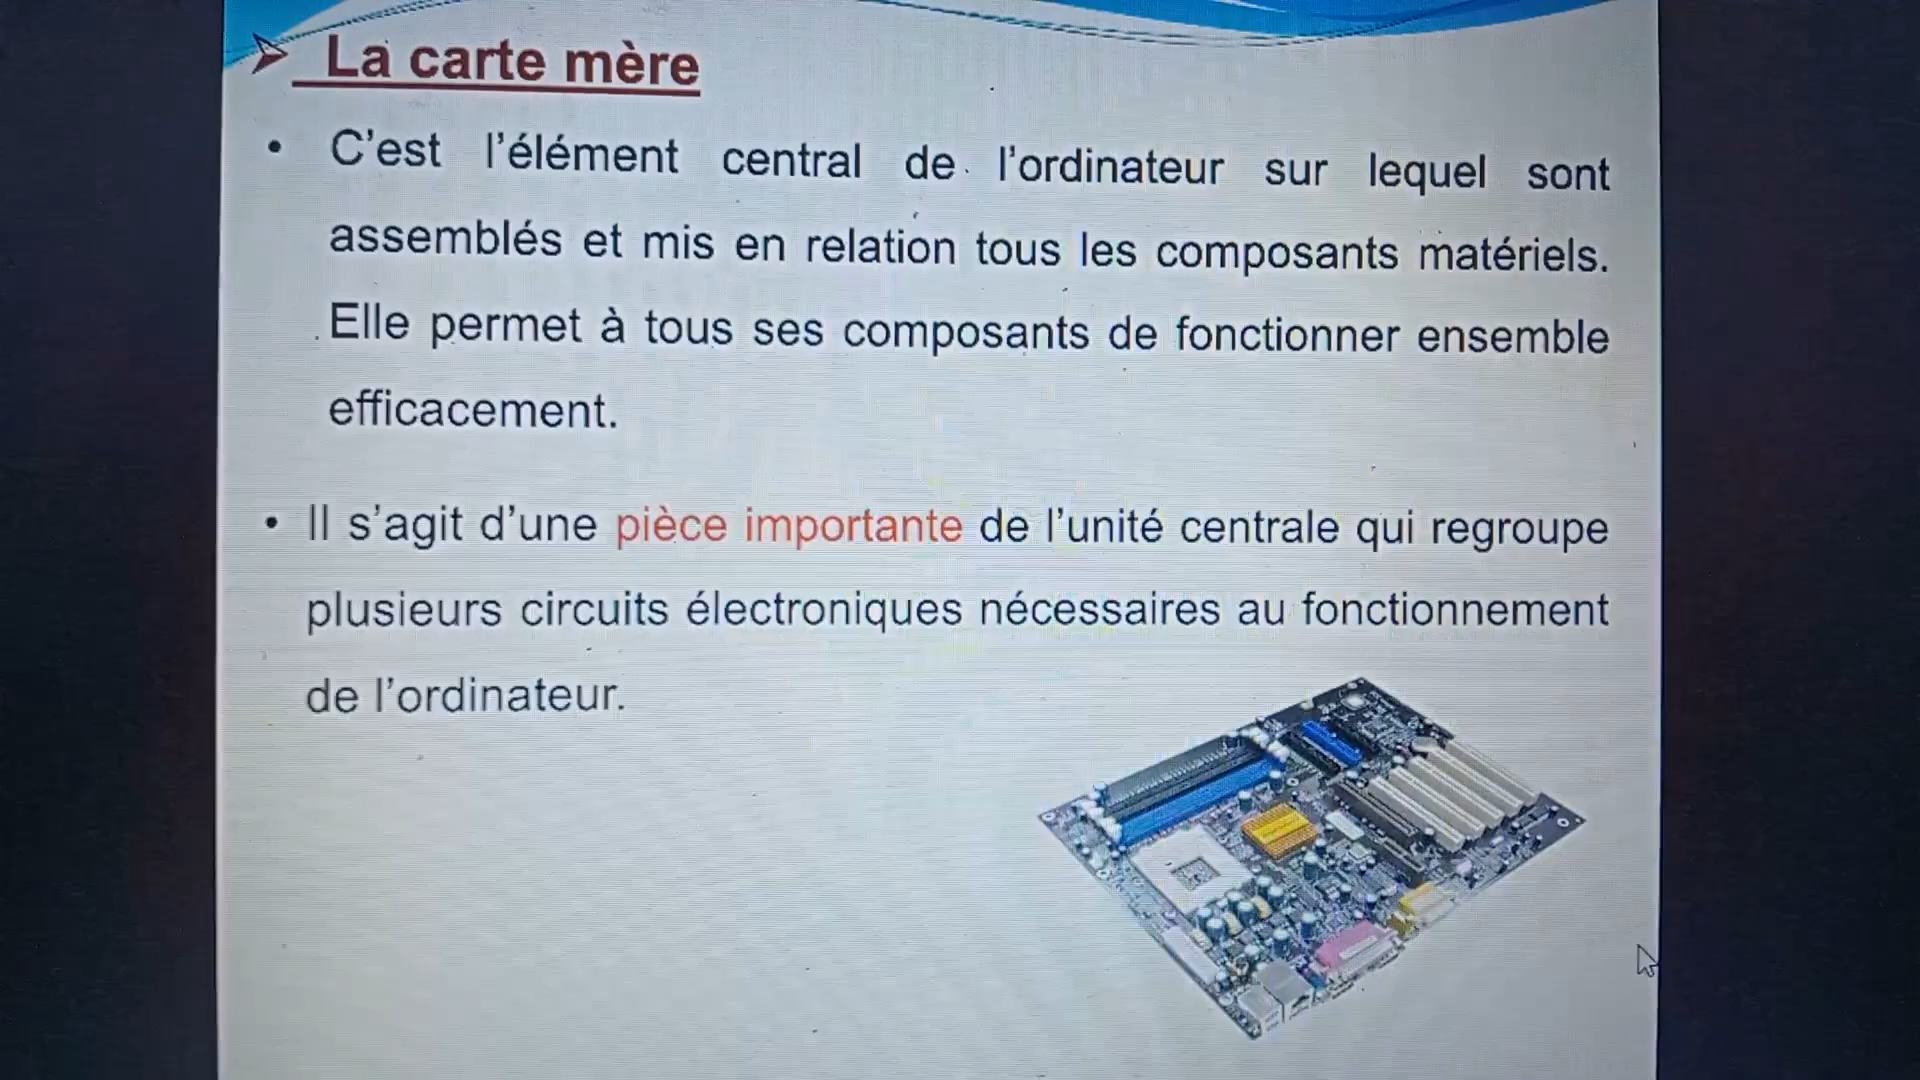 ➢ La carte mère
• C'est l'élément central de l'ordinateur sur lequel sont
assemblés et mis en relation tous les composants matériels.
Elle permet à tous ses composants de fonctionner ensemble
efficacement.
• Il s'agit d'une pièce importante de l'unité centrale qui regroupe
plusieurs circuits électroniques nécessaires au fonctionnement
de l'ordinateur.